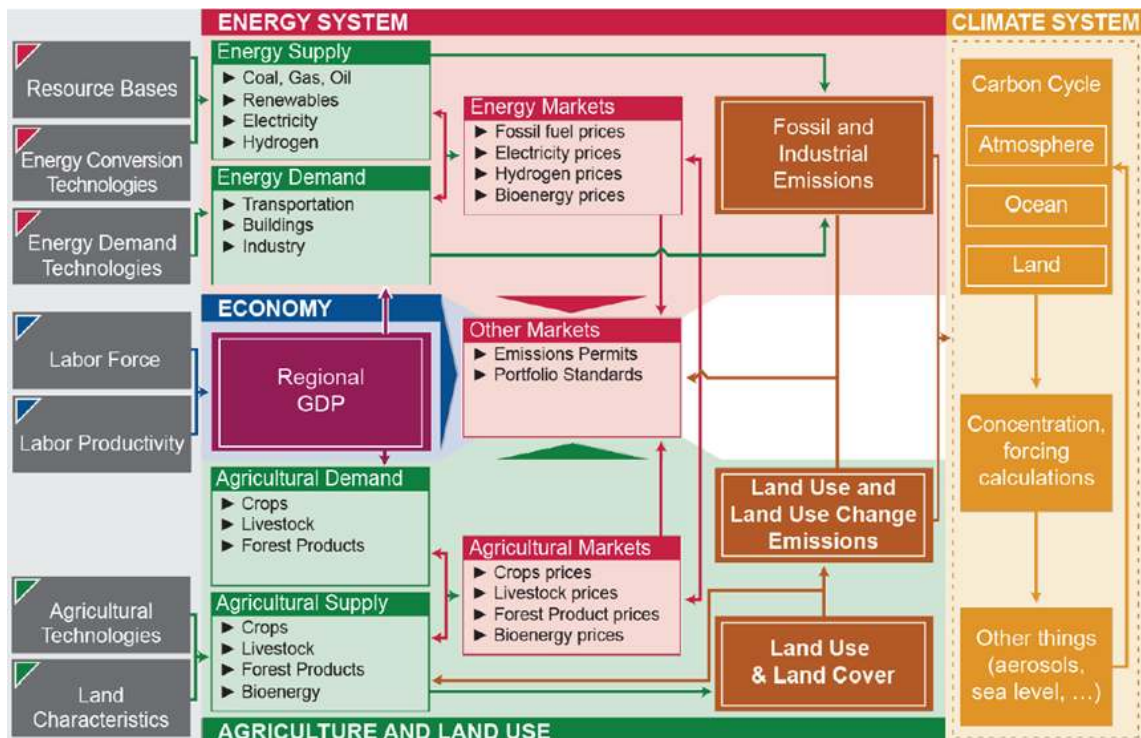 ENERGY SYSTEM
CLIMATE SYSTEM
Resource Bases
Energy Conversion
Technologies
Energy Demand
Technologies
Labor Force
Labor Productivity
Agricultural
Technologies
Land
Characteristics
Energy Supply
► Coal, Gas, Oil
► Renewables
► Electricity
► Hydrogen
Energy Demand
► Transportation
► Buildings
► Industry
Energy Markets
► Fossil fuel prices
► Electricity prices
► Hydrogen prices
► Bioenergy prices
Fossil and
Industrial
Emissions
ECONOMY
Regional
GDP
Other Markets
► Emissions Permits
► Portfolio Standards
Agricultural Demand
► Crops
► Livestock
► Forest Products
Agricultural Supply
► Crops
► Livestock
► Forest Products
► Bioenergy
Agricultural Markets
► Crops prices
► Livestock prices
► Forest Product prices
► Bioenergy prices
Land Use and
Land Use Change
Emissions
Land Use
& Land Cover
AGRICULTURE AND LAND USE
Carbon Cycle
Atmosphere
Ocean
Land
Concentration,
forcing
calculations
Other things
(aerosols,
sea level, ...)